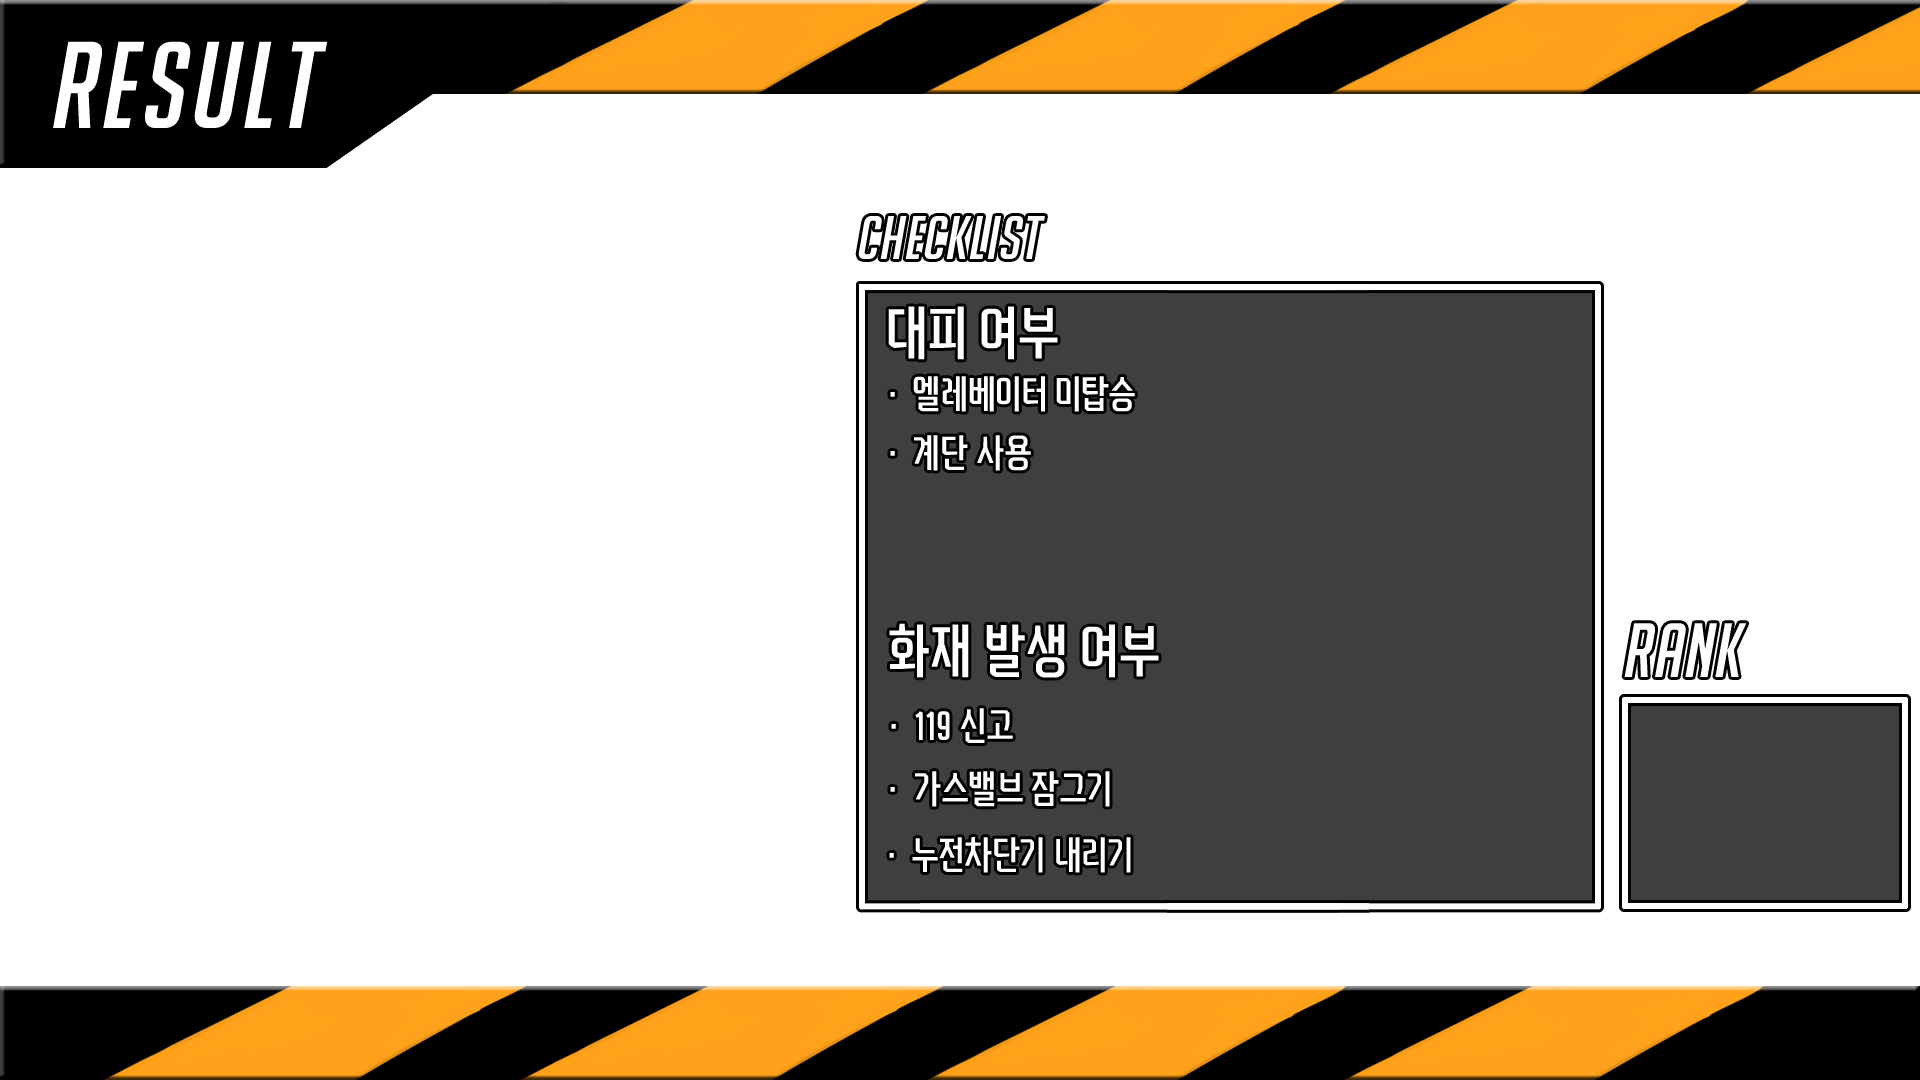 RESULT
CHECKLIST
대피 여부
· 엘레베이터 미탑승
· 계단 사용
화재 발생 여부
· 119 신고
· 가스밸브 잠그기
· 누전차단기 내리기
RANK